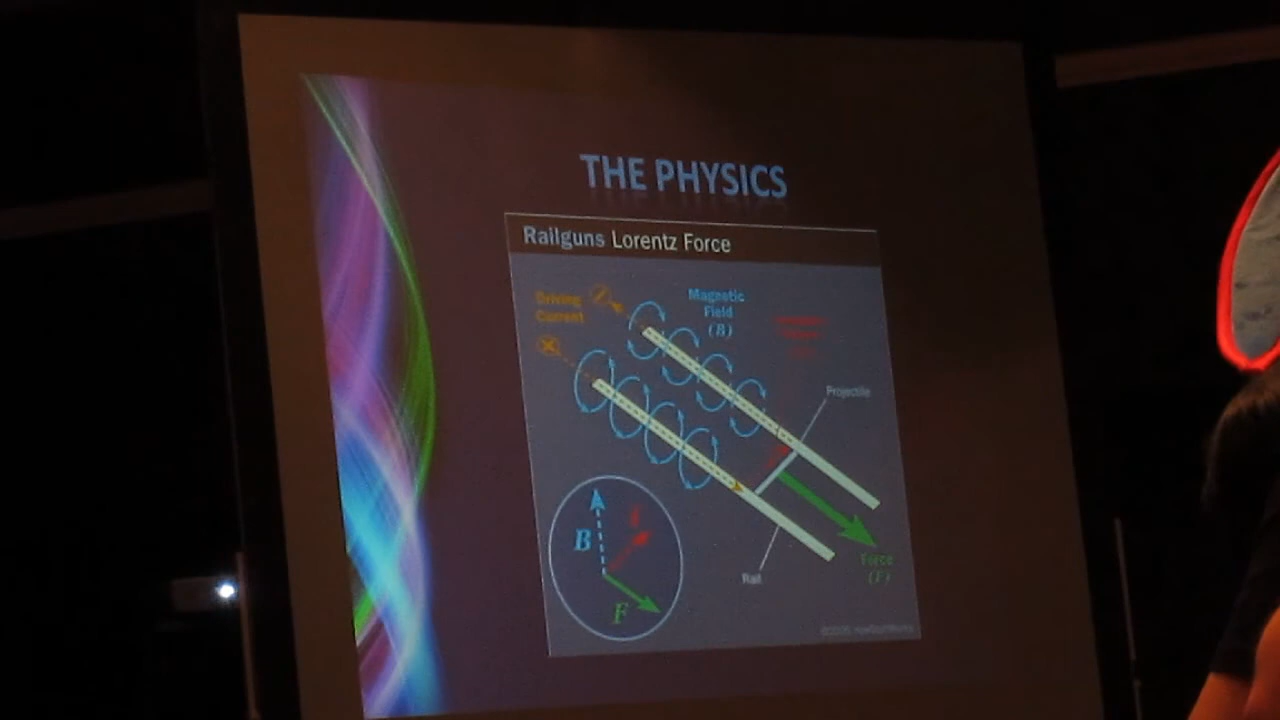 THE PHYSICS
Railguns Lorentz Force
Driving
Current
Magnetic
Field
(B)
Projectile
B
I
F
Rail
Force
(F)